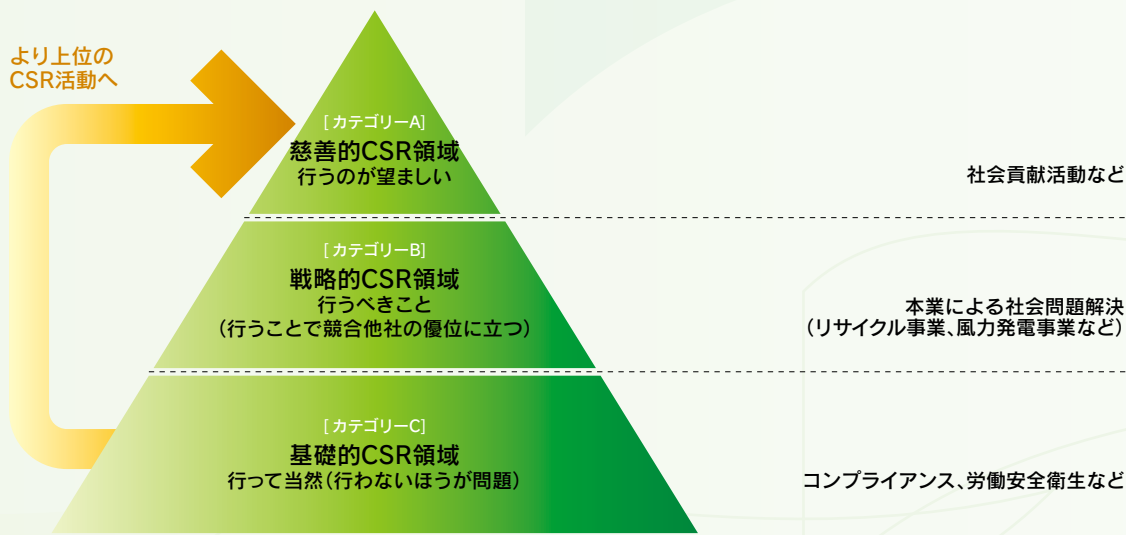 より上位の
CSR活動へ
[カテゴリーA]
慈善的CSR領域
行うのが望ましい
社会貢献活動など
[カテゴリーB]
戦略的CSR領域
行うべきこと
(行うことで競合他社の優位に立つ)
本業による社会問題解決
(リサイクル事業、風力発電事業など)
[カテゴリーC]
基礎的CSR領域
行って当然(行わないほうが問題)
コンプライアンス、労働安全衛生など